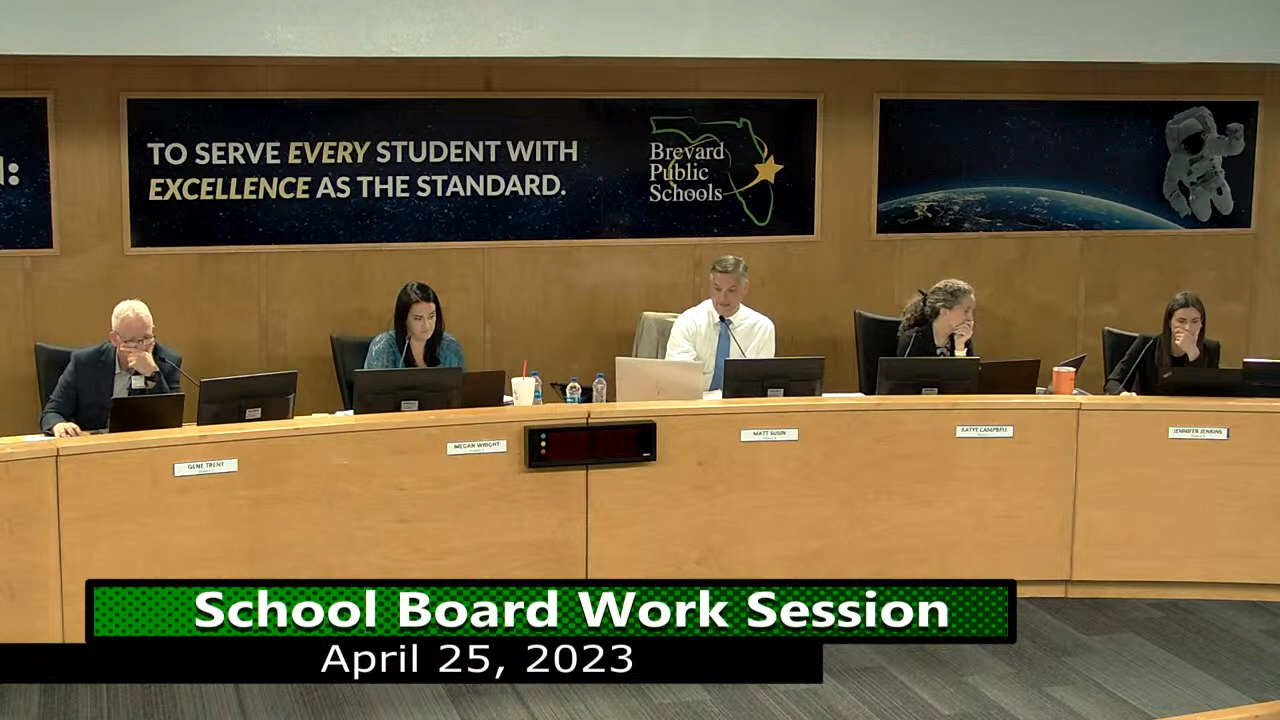 TO SERVE EVERY STUDENT WITH
EXCELLENCE AS THE STANDARD.
Brevard
Public
Schools
GENE TRENT
MEGAN WRIGHT
MATT SUSIN
KATYE CAMPBELL
JENNIFER JENKINS
School Board Work Session
April 25, 2023